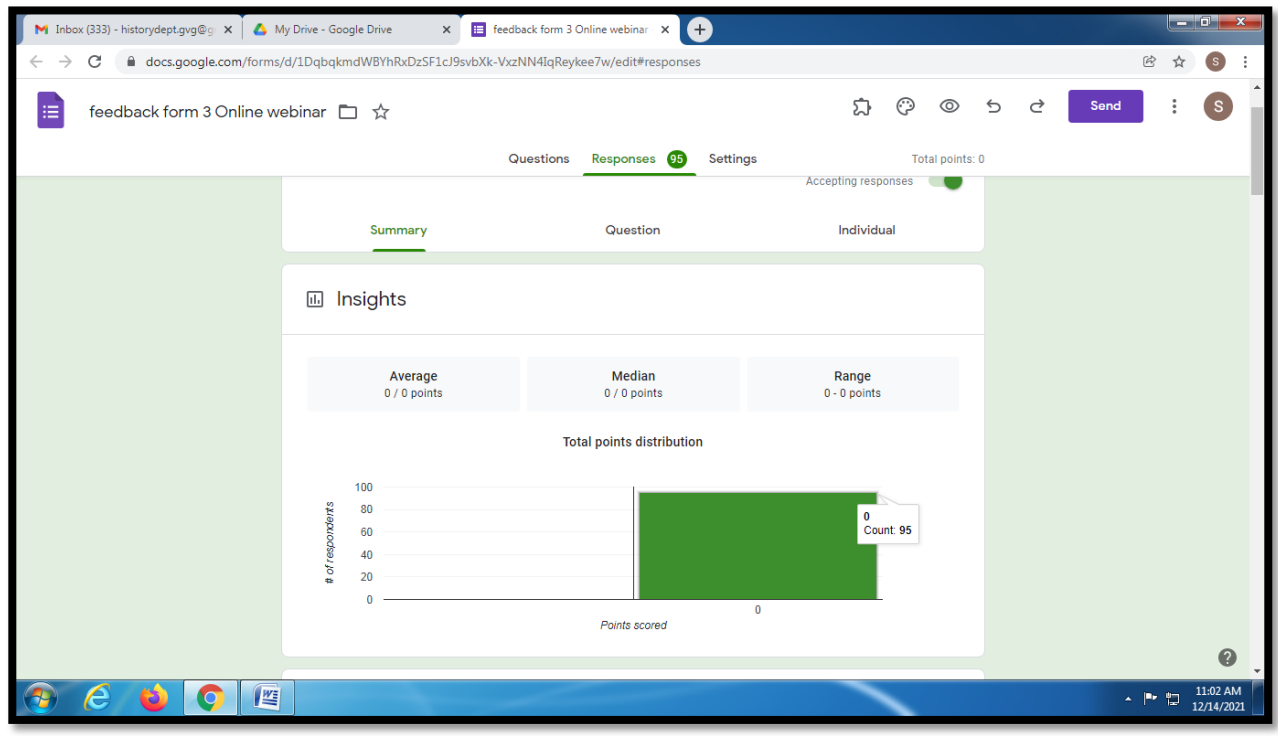 Inbox (333) - historydept.gvg@g
My Drive - Google Drive
feedback form 3 Online webinar
docs.google.com/forms/d/1DqbqkmdWBYhRxDzSF1cJ9svbXk-VxzNN4IqReykee7w/edit#responses
S
feedback form 3 Online webinar
Send
S
Questions Responses 95 Settings Total points: 0
Accepting responses
Summary Question Individual
Insights
Average Median Range
0 / 0 points 0 / 0 points 0 - 0 points
Total points distribution
# of respondents
100
80
60
40
20
0
0
Count: 95
0
Points scored
11:02 AM
12/14/2021